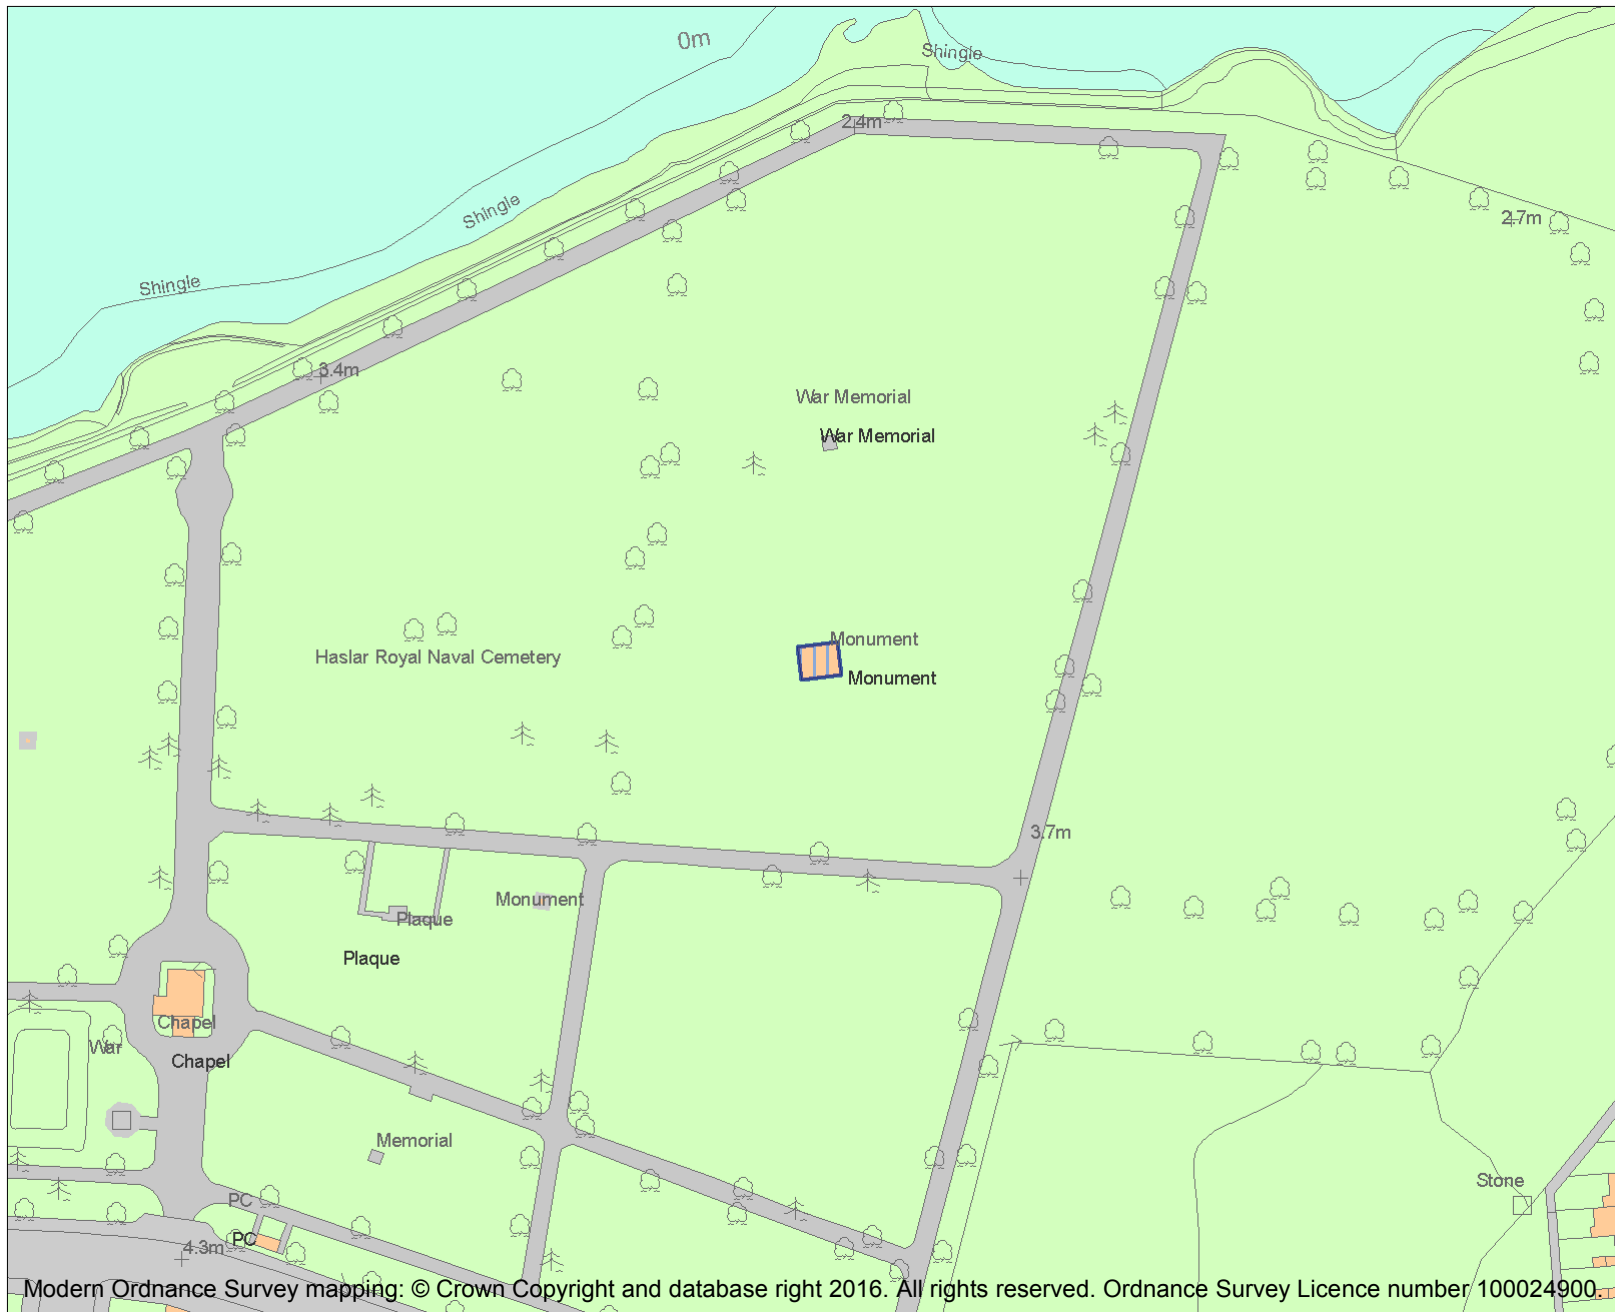 0m
Shingle
2.4m
Shingle
2.7m
Shingle
3.4m
War Memorial
War Memorial
Monument
Haslar Royal Naval Cemetery
Monument
3.7m
Monument
Plaque
Plaque
Chapel
War
Chapel
Memorial
Stone
PC
PC
4.3m
Modern Ordnance Survey mapping: © Crown Copyright and database right 2016. All rights reserved. Ordnance Survey Licence number 100024900.